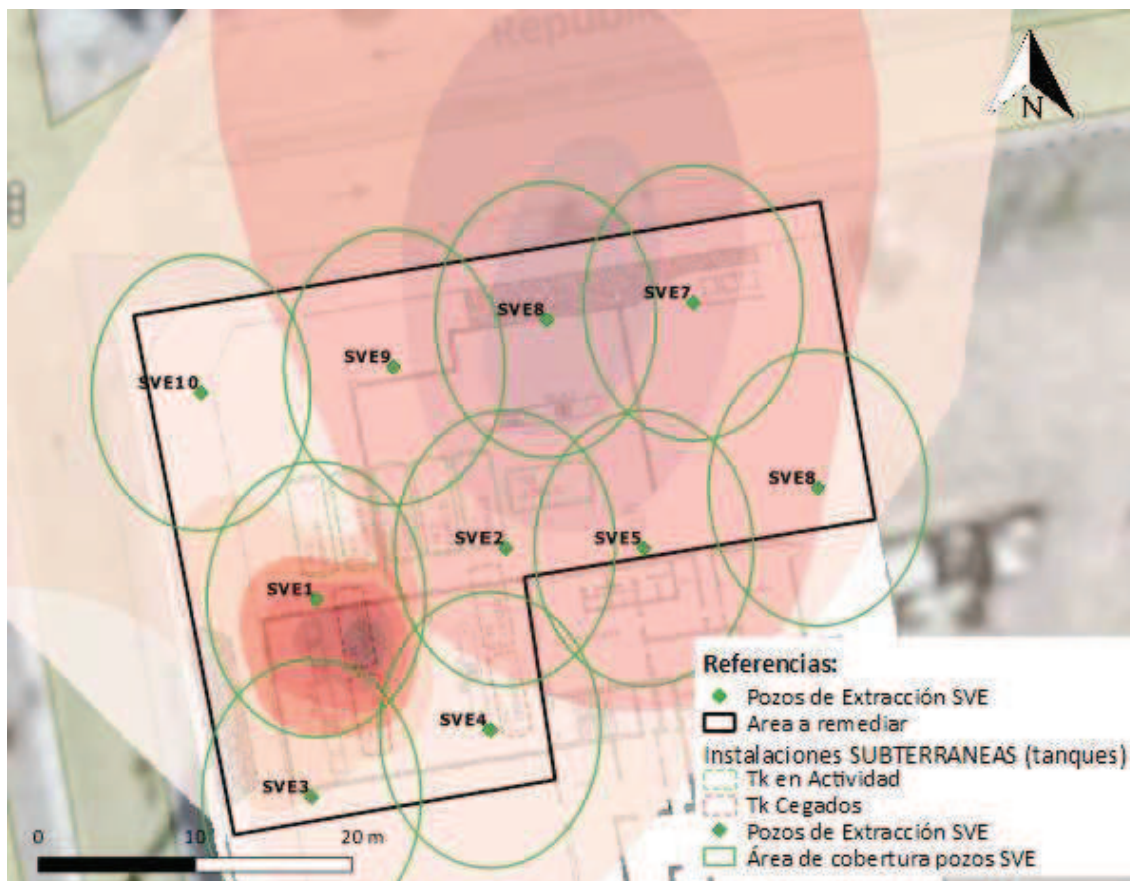 Republic
N
SVE8
SVE7
SVE9
SVE10
SVE8
SVE2
SVE5
SVE1
SVE4
SVE3
0
10
20 m
Referencias:
Pozos de Extracción SVE
Area a remediar
Instalaciones SUBTERRANEAS (tanques)
Tk en Actividad
Tk Cegados
Pozos de Extracción SVE
Área de cobertura pozos SVE